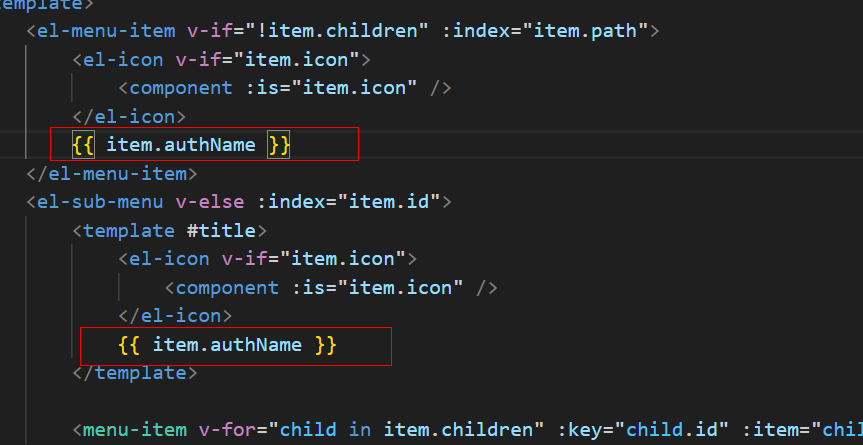 template>
<el-menu-item v-if="!item.children" :index="item.path">
<el-icon v-if="item.icon">
<component :is="item.icon" />
</el-icon>
{{ item.authName }}
</el-menu-item>
<el-sub-menu v-else :index="item.id">
<template #title>
<el-icon v-if="item.icon">
<component :is="item.icon" />
</el-icon>
{{ item.authName }}
</template>
<menu-item v-for="child in item.children" :key="child.id" :item="chi